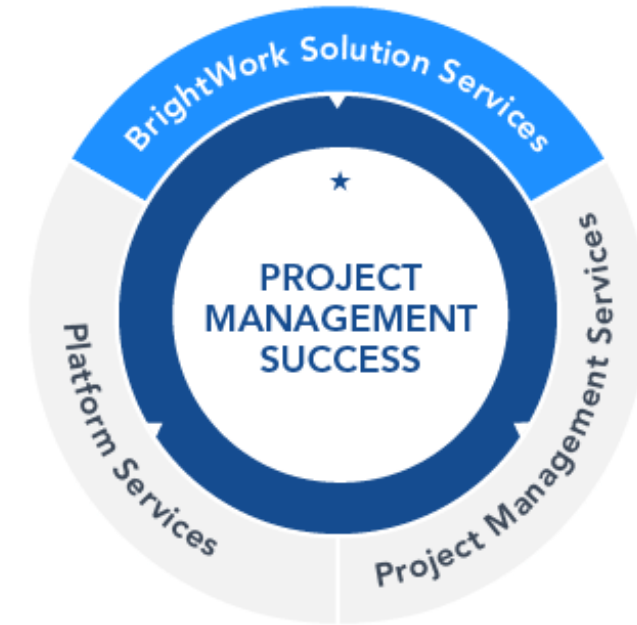 BrightWork Solution Services
PROJECT
MANAGEMENT
SUCCESS
Platform Services
Project Management Services